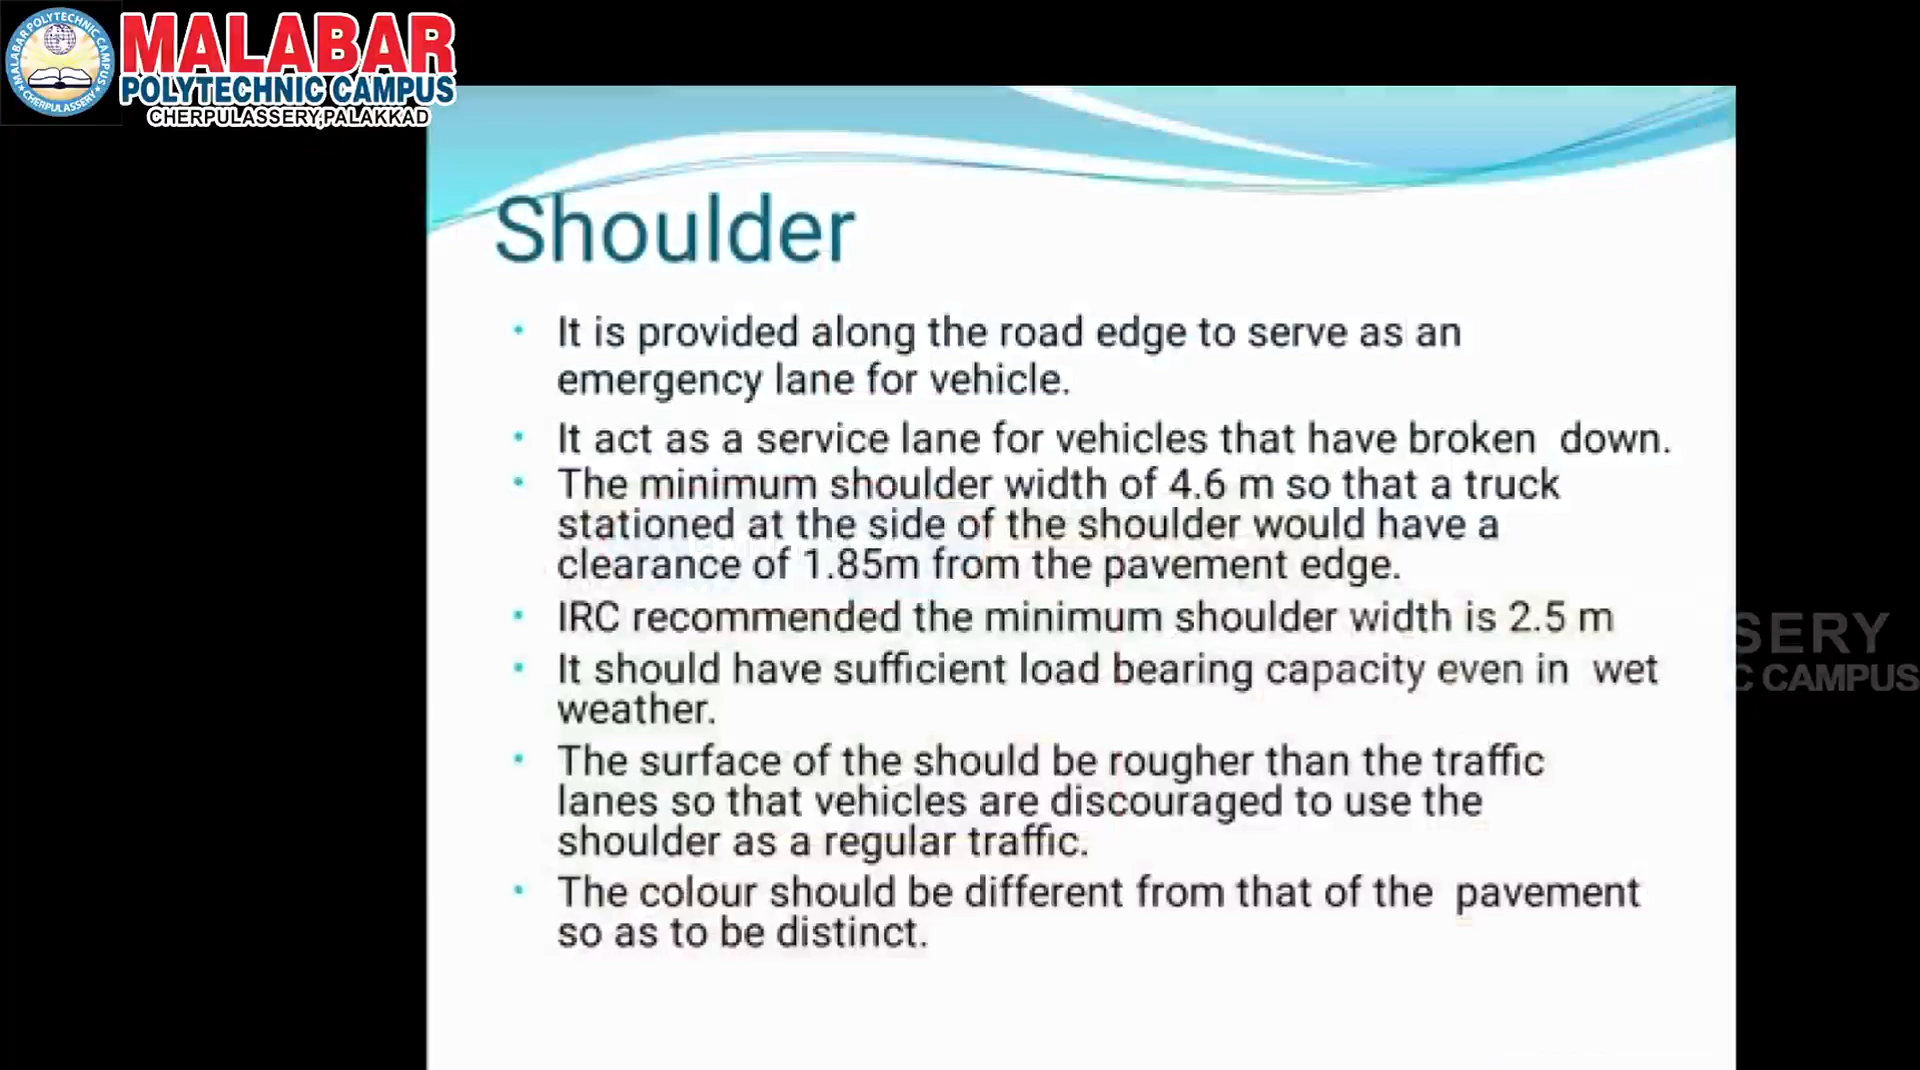 MALABAR POLYTECHNIC CAMPUS
CHERPULASSERY
MALABAR
POLYTECHNIC CAMPUS
CHERPULASSERY,PALAKKAD
Shoulder
• It is provided along the road edge to serve as an
emergency lane for vehicle.
• It act as a service lane for vehicles that have broken down.
• The minimum shoulder width of 4.6 m so that a truck
stationed at the side of the shoulder would have a
clearance of 1.85m from the pavement edge.
• IRC recommended the minimum shoulder width is 2.5 m
• It should have sufficient load bearing capacity even in wet
weather.
• The surface of the should be rougher than the traffic
lanes so that vehicles are discouraged to use the
shoulder as a regular traffic.
• The colour should be different from that of the pavement
so as to be distinct.
SERY
C CAMPUS